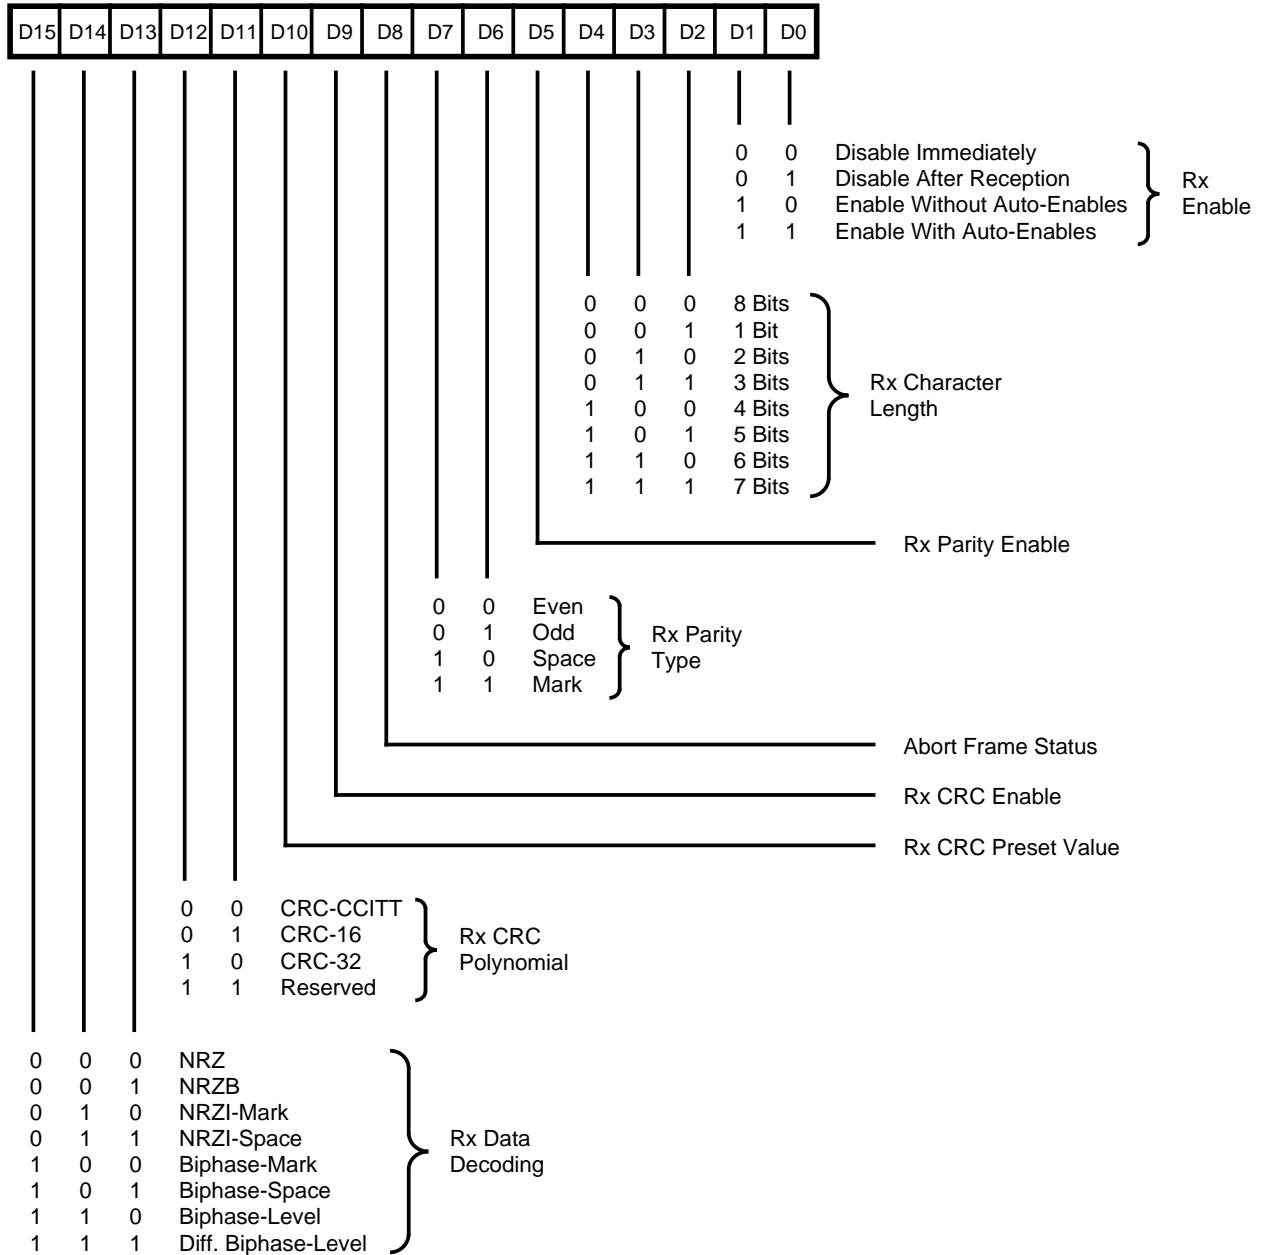 D15 D14 D13 D12 D11 D10 D9 D8 D7 D6 D5 D4 D3 D2 D1 D0
0 0 Disable Immediately
0 1 Disable After Reception
1 0 Enable Without Auto-Enables
1 1 Enable With Auto-Enables
Rx
Enable
0 0 0 8 Bits
0 0 1 1 Bit
0 1 0 2 Bits
0 1 1 3 Bits
1 0 0 4 Bits
1 0 1 5 Bits
1 1 0 6 Bits
1 1 1 7 Bits
Rx Character
Length
Rx Parity Enable
0 0 Even
0 1 Odd
1 0 Space
1 1 Mark
Rx Parity
Type
Abort Frame Status
Rx CRC Enable
Rx CRC Preset Value
0 0 CRC-CCITT
0 1 CRC-16
1 0 CRC-32
1 1 Reserved
Rx CRC
Polynomial
0 0 0 NRZ
0 0 1 NRZB
0 1 0 NRZI-Mark
0 1 1 NRZI-Space
1 0 0 Biphase-Mark
1 0 1 Biphase-Space
1 1 0 Biphase-Level
1 1 1 Diff. Biphase-Level
Rx Data
Decoding